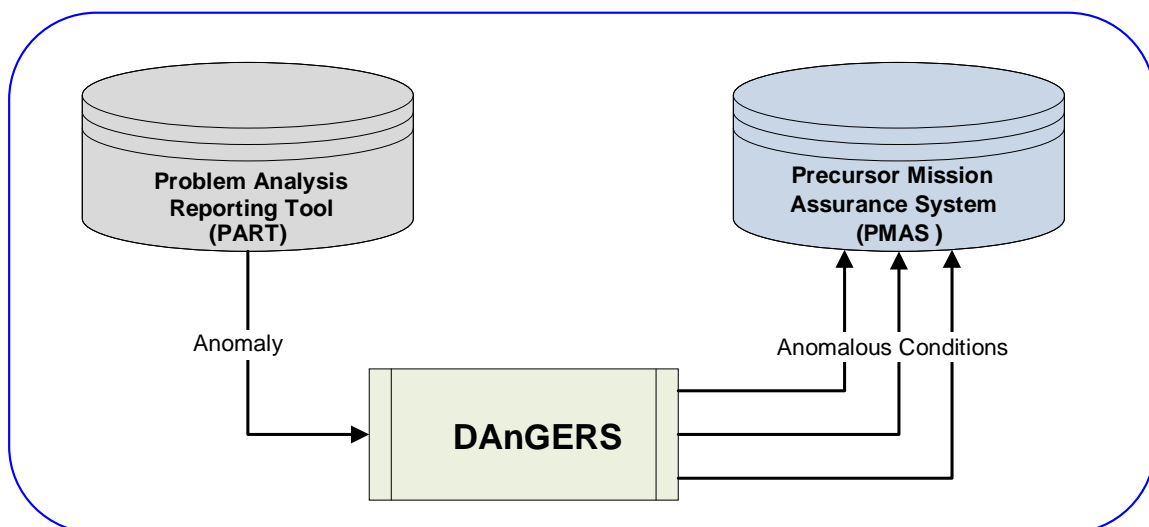 Problem Analysis
Reporting Tool
(PART)
Precursor Mission
Assurance System
(PMAS )
Anomaly
Anomalous Conditions
DAnGERS